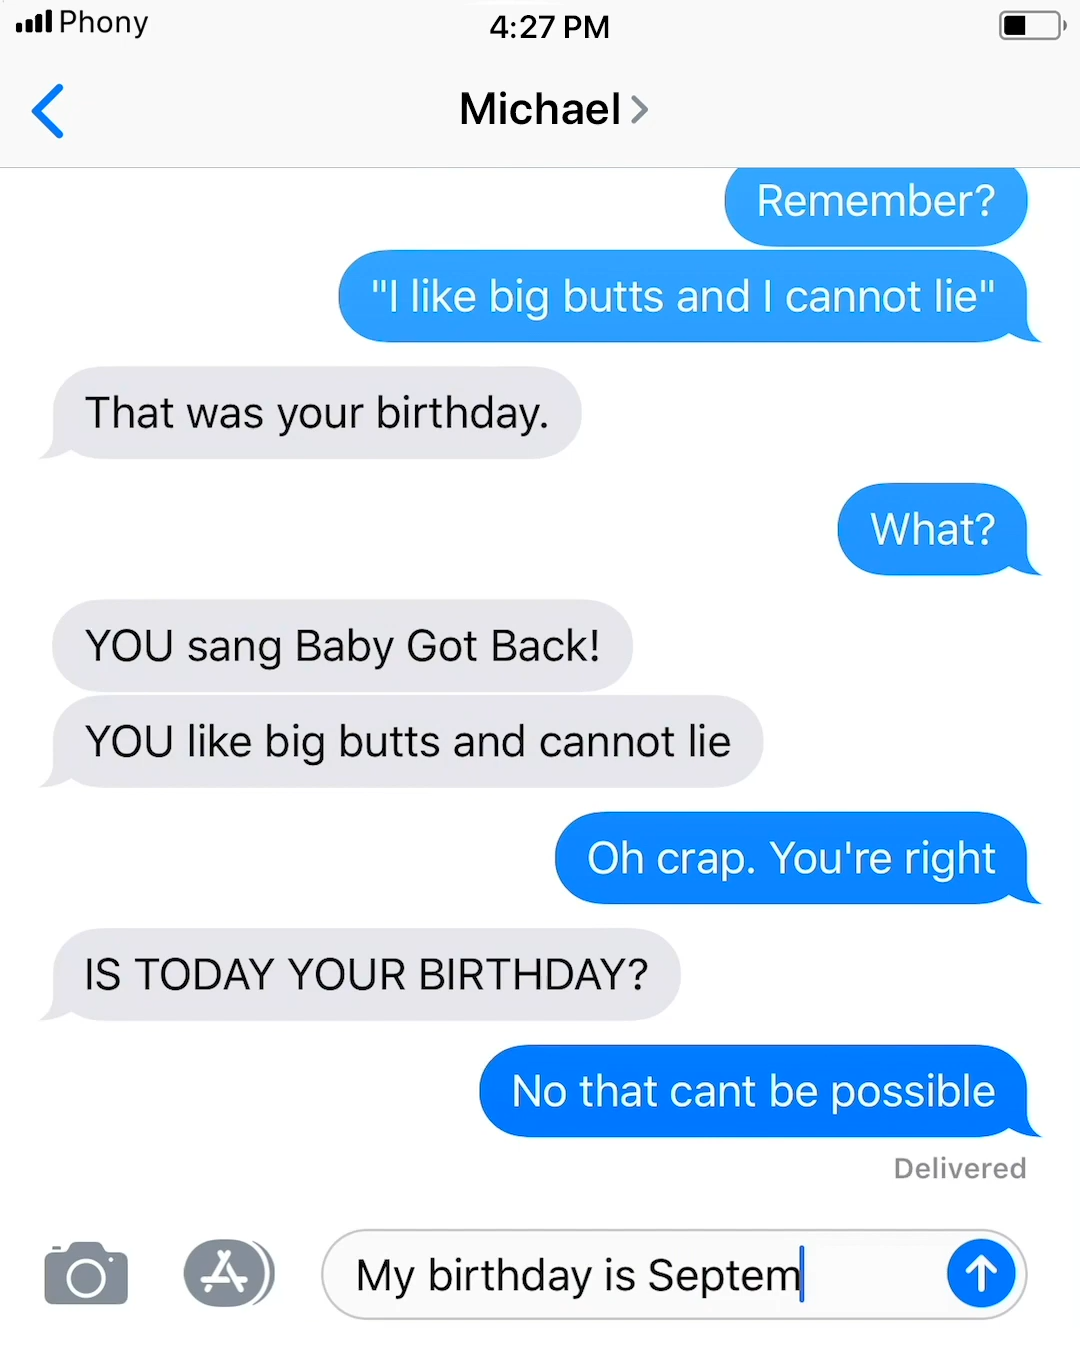 Phony 4:27 PM
Michael
Remember?
"I like big butts and I cannot lie"
That was your birthday.
What?
YOU sang Baby Got Back!
YOU like big butts and cannot lie
Oh crap. You're right
IS TODAY YOUR BIRTHDAY?
No that cant be possible
Delivered
My birthday is Septem